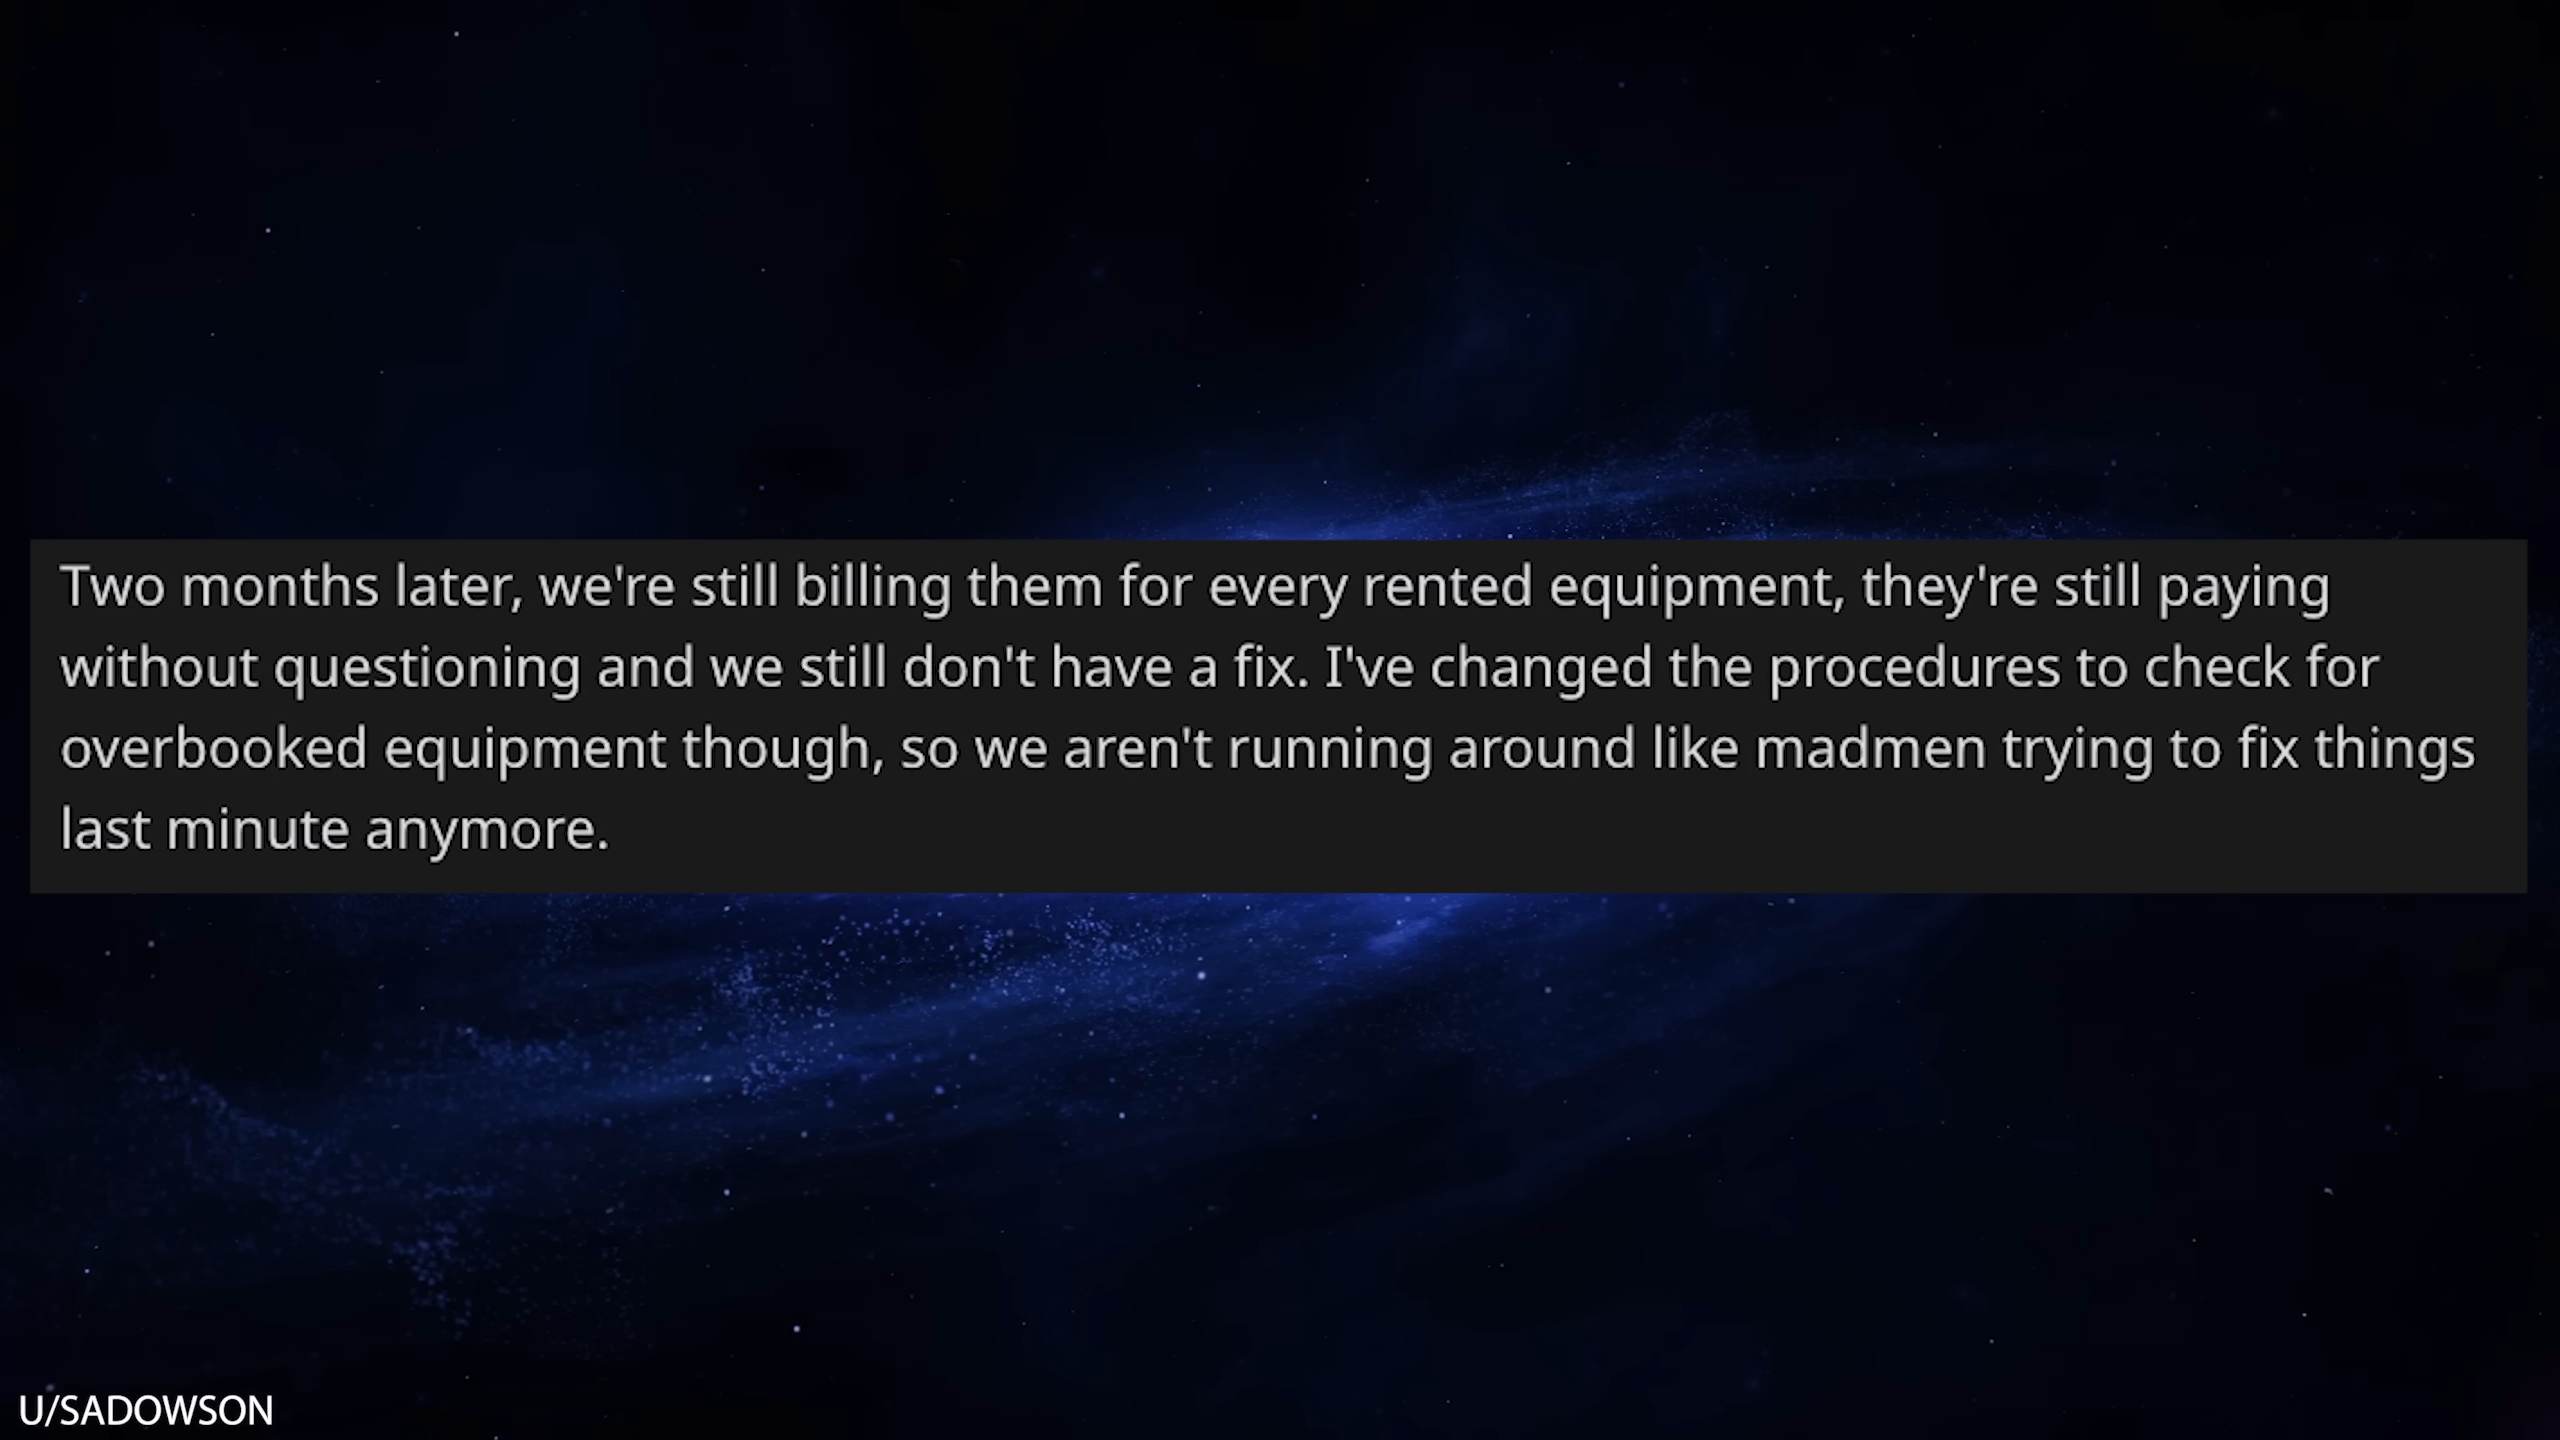 Two months later, we're still billing them for every rented equipment, they're still paying
without questioning and we still don't have a fix. I've changed the procedures to check for
overbooked equipment though, so we aren't running around like madmen trying to fix things
last minute anymore.
U/SADOWSON